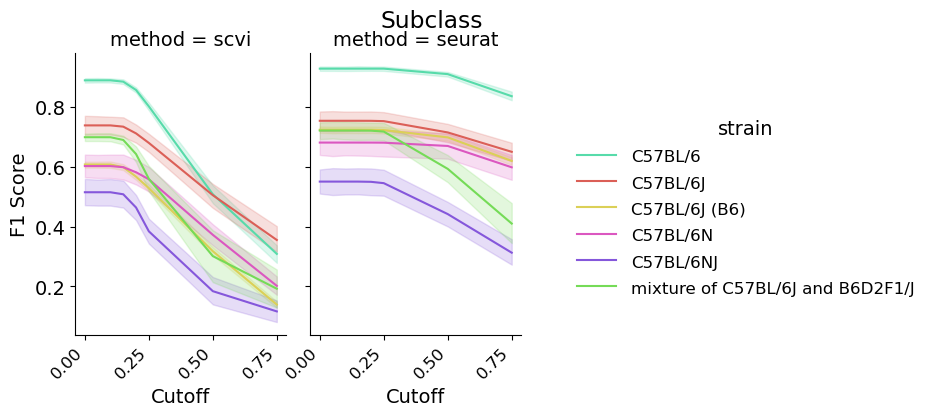 Subclass
method = scvi
method = seurat
F1 Score
0.8
0.6
0.4
0.2
0.00
0.25
0.50
0.75
0.00
0.25
0.50
0.75
Cutoff
Cutoff
strain
C57BL/6
C57BL/6J
C57BL/6J (B6)
C57BL/6N
C57BL/6NJ
mixture of C57BL/6J and B6D2F1/J